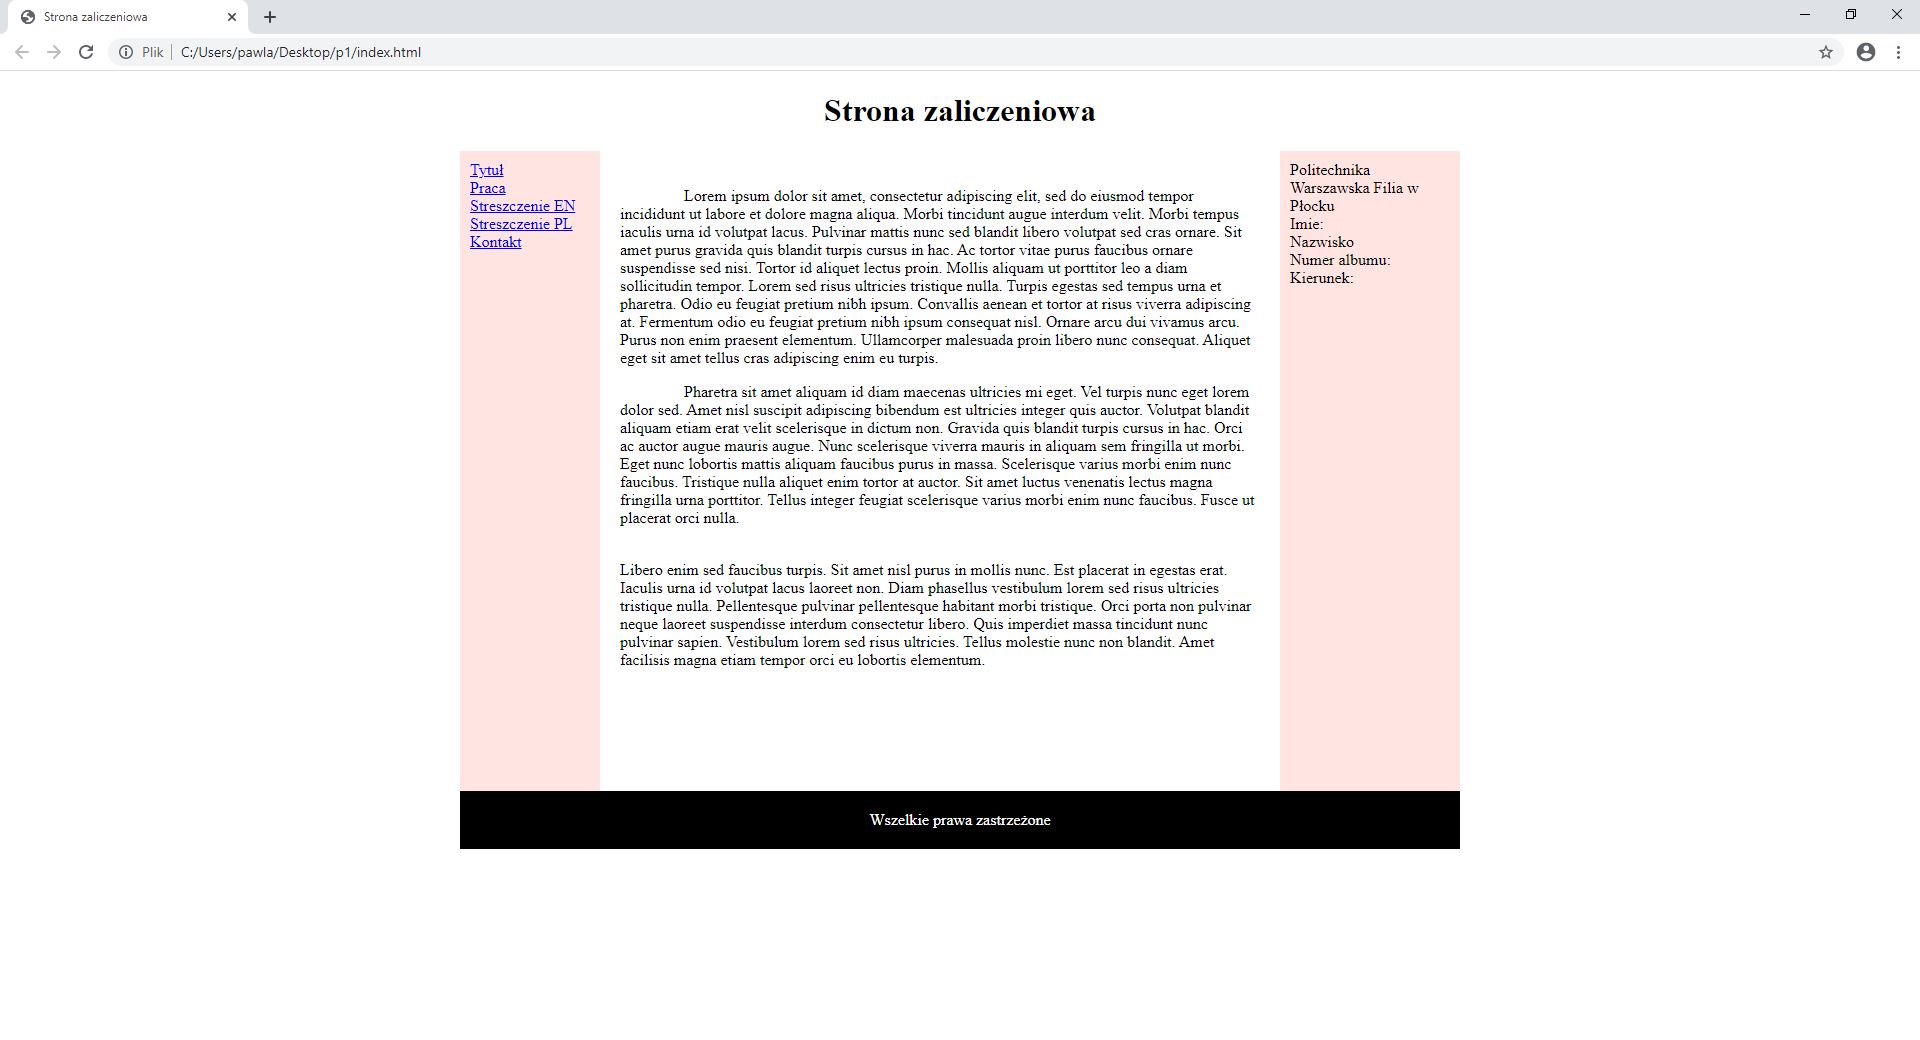 Strona zaliczeniowa
Plik
C:/Users/pawla/Desktop/p1/index.html
Strona zaliczeniowa
Tytuł
Praca
Streszczenie EN
Streszczenie PL
Kontakt
Lorem ipsum dolor sit amet, consectetur adipiscing elit, sed do eiusmod tempor
incididunt ut labore et dolore magna aliqua. Morbi tincidunt augue interdum velit. Morbi tempus
iaculis urna id volutpat lacus. Pulvinar mattis nunc sed blandit libero volutpat sed cras ornare. Sit
amet purus gravida quis blandit turpis cursus in hac. Ac tortor vitae purus faucibus ornare
suspendisse sed nisi. Tortor id aliquet lectus proin. Mollis aliquam ut porttitor leo a diam
sollicitudin tempor. Lorem sed risus ultricies tristique nulla. Turpis egestas sed tempus urna et
pharetra. Odio eu feugiat pretium nibh ipsum. Convallis aenean et tortor at risus viverra adipiscing
at. Fermentum odio eu feugiat pretium nibh ipsum consequat nisl. Ornare arcu dui vivamus arcu.
Purus non enim praesent elementum. Ullamcorper malesuada proin libero nunc consequat. Aliquet
eget sit amet tellus cras adipiscing enim eu turpis.
Pharetra sit amet aliquam id diam maecenas ultricies mi eget. Vel turpis nunc eget lorem
dolor sed. Amet nisl suscipit adipiscing bibendum est ultricies integer quis auctor. Volutpat blandit
aliquam etiam erat velit scelerisque in dictum non. Gravida quis blandit turpis cursus in hac. Orci
ac auctor augue mauris augue. Nunc scelerisque viverra mauris in aliquam sem fringilla ut morbi.
Eget nunc lobortis mattis aliquam faucibus purus in massa. Scelerisque varius morbi enim nunc
faucibus. Tristique nulla aliquet enim tortor at auctor. Sit amet luctus venenatis lectus magna
fringilla urna porttitor. Tellus integer feugiat scelerisque varius morbi enim nunc faucibus. Fusce ut
placerat orci nulla.
Libero enim sed faucibus turpis. Sit amet nisl purus in mollis nunc. Est placerat in egestas erat.
Iaculis urna id volutpat lacus laoreet non. Diam phasellus vestibulum lorem sed risus ultricies
tristique nulla. Pellentesque pulvinar pellentesque habitant morbi tristique. Orci porta non pulvinar
neque laoreet suspendisse interdum consectetur libero. Quis imperdiet massa tincidunt nunc
pulvinar sapien. Vestibulum lorem sed risus ultricies. Tellus molestie nunc non blandit. Amet
facilisis magna etiam tempor orci eu lobortis elementum.
Politechnika
Warszawska Filia w
Płocku
Imie:
Nazwisko
Numer albumu:
Kierunek:
Wszelkie prawa zastrzeżone